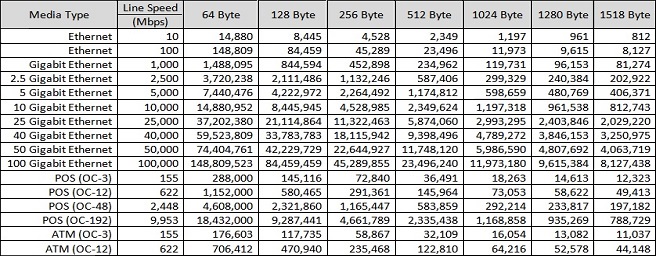 Media Type Line Speed (Mbps) 64 Byte 128 Byte 256 Byte 512 Byte 1024 Byte 1280 Byte 1518 Byte
Ethernet 10 14,880 8,445 4,528 2,349 1,197 961 812
Ethernet 100 148,809 84,459 45,289 23,496 11,973 9,615 8,127
Gigabit Ethernet 1,000 1,488,095 844,594 452,898 234,962 119,731 96,153 81,274
2.5 Gigabit Ethernet 2,500 3,720,238 2,111,486 1,132,246 587,406 299,329 240,384 202,922
5 Gigabit Ethernet 5,000 7,440,476 4,222,972 2,264,492 1,174,812 598,659 480,769 406,371
10 Gigabit Ethernet 10,000 14,880,952 8,445,945 4,528,985 2,349,624 1,197,318 961,538 812,743
25 Gigabit Ethernet 25,000 37,202,380 21,114,864 11,322,463 5,874,060 2,993,295 2,403,846 2,029,220
40 Gigabit Ethernet 40,000 59,523,809 33,783,783 18,115,942 9,398,496 4,789,272 3,846,153 3,250,975
50 Gigabit Ethernet 50,000 74,404,761 42,229,729 22,644,927 11,748,120 5,986,590 4,807,692 4,063,719
100 Gigabit Ethernet 100,000 148,809,523 84,459,459 45,289,855 23,496,240 11,973,180 9,615,384 8,127,438
POS (OC-3) 155 288,000 145,116 72,840 36,491 18,263 14,613 12,323
POS (OC-12) 622 1,152,000 580,465 291,361 145,964 73,053 58,622 49,413
POS (OC-48) 2,448 4,608,000 2,321,860 1,165,447 583,859 292,214 233,817 197,182
POS (OC-192) 9,953 18,432,000 9,287,441 4,661,789 2,335,438 1,168,858 935,269 788,729
ATM (OC-3) 155 176,603 117,735 58,867 32,109 16,054 13,082 11,037
ATM (OC-12) 622 706,412 470,940 235,468 122,810 64,216 52,578 44,148